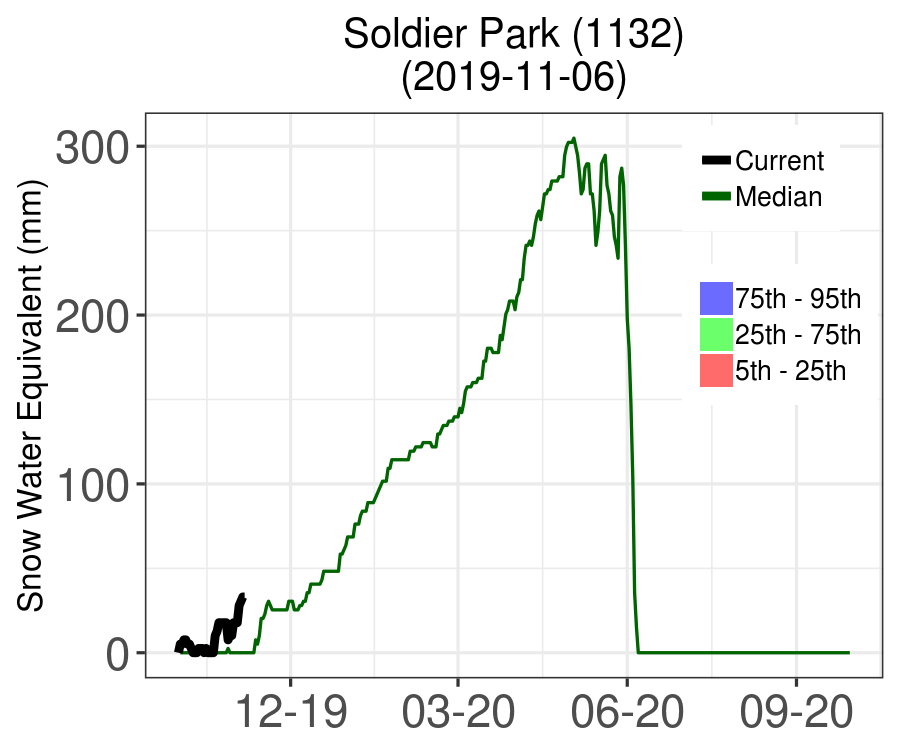 Soldier Park (1132)
(2019-11-06)
Snow Water Equivalent (mm)
300
200
100
0
12-19
03-20
06-20
09-20
Current
Median
75th - 95th
25th - 75th
5th - 25th